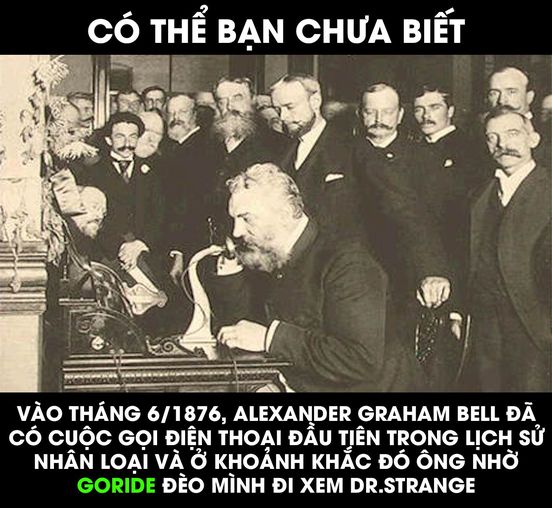 CÓ THỂ BẠN CHƯA BIẾT
VÀO THÁNG 6/1876, ALEXANDER GRAHAM BELL ĐÃ
CÓ CUỘC GỌI ĐIỆN THOẠI ĐẦU TIÊN TRONG LỊCH SỬ
NHÂN LOẠI VÀ Ở KHOẢNH KHẮC ĐÓ ÔNG NHỜ
GORIDE ĐÈO MÌNH ĐI XEM DR.STRANGE